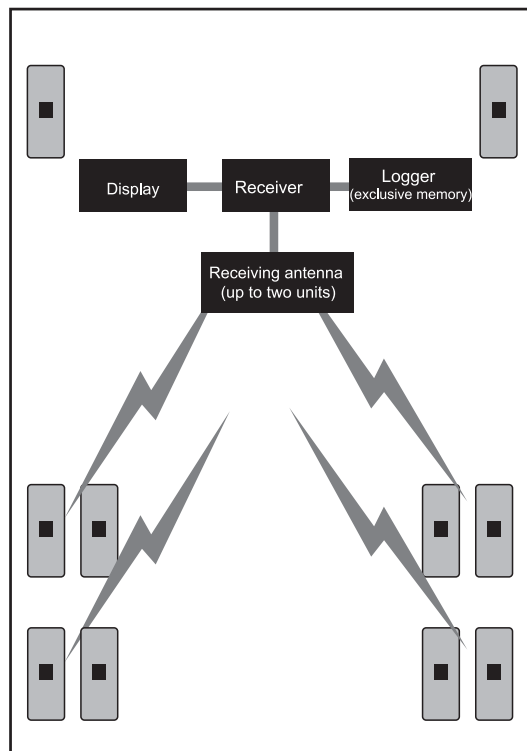 Display
Receiver
Logger
(exclusive memory)
Receiving antenna
(up to two units)